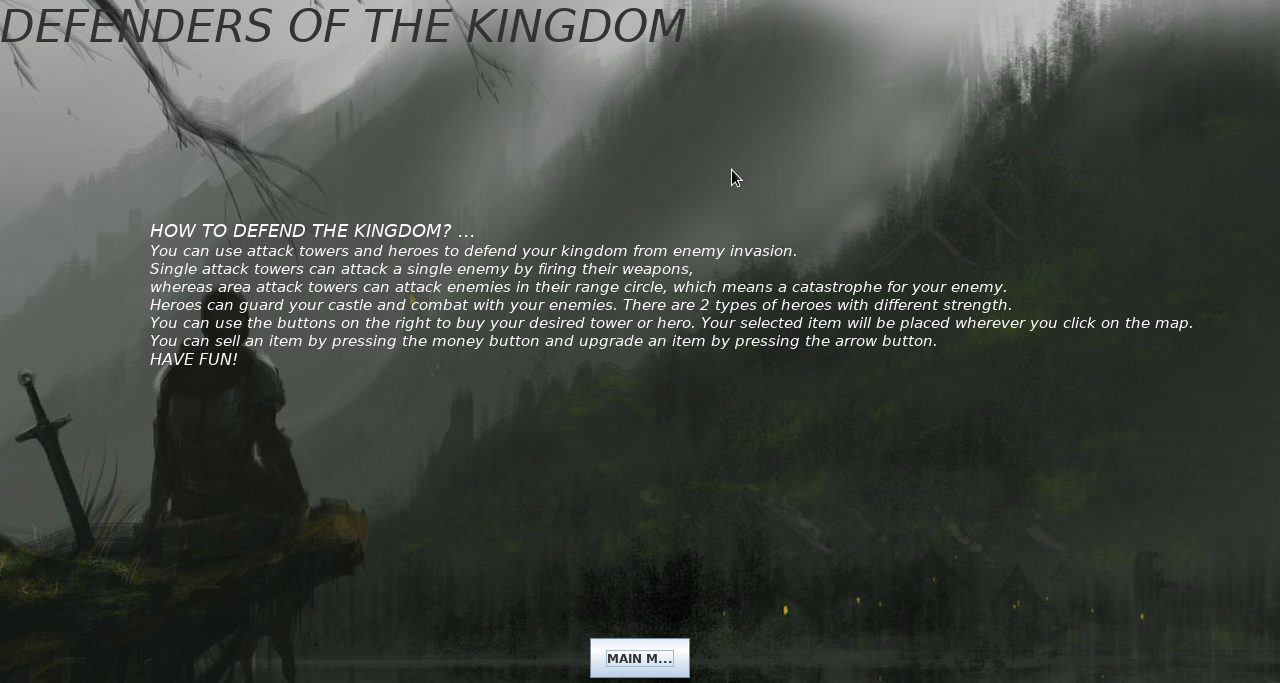 DEFENDERS OF THE KINGDOM
HOW TO DEFEND THE KINGDOM? ...
You can use attack towers and heroes to defend your kingdom from enemy invasion.
Single attack towers can attack a single enemy by firing their weapons,
whereas area attack towers can attack enemies in their range circle, which means a catastrophe for your enemy.
Heroes can guard your castle and combat with your enemies. There are 2 types of heroes with different strength.
You can use the buttons on the right to buy your desired tower or hero. Your selected item will be placed wherever you click on the map.
You can sell an item by pressing the money button and upgrade an item by pressing the arrow button.
HAVE FUN!
MAIN M...